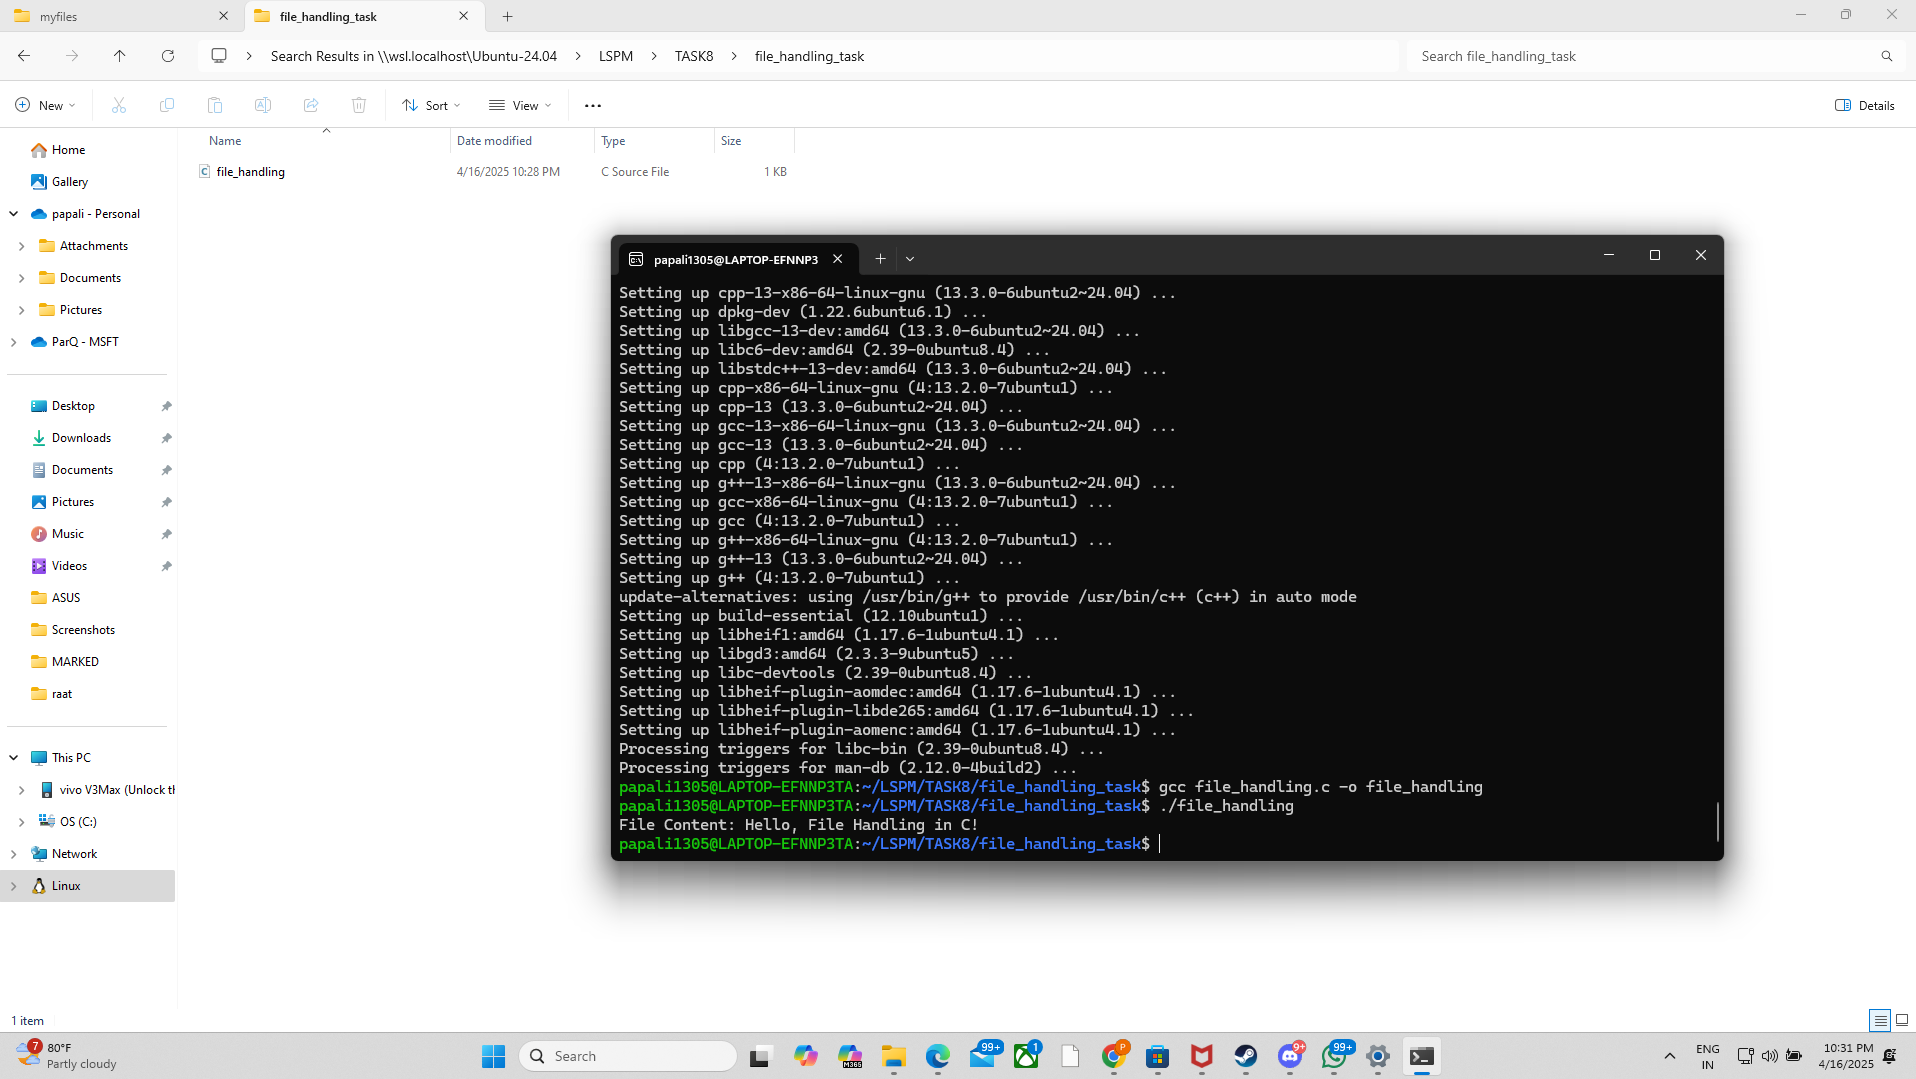 myfiles
file_handling_task
Search Results in \\wsl.localhost\Ubuntu-24.04 > LSPM > TASK8 > file_handling_task
Search file_handling_task
New
Sort
View
Details
Name Date modified Type Size
file_handling 4/16/2025 10:28 PM C Source File 1 KB
Home
Gallery
papali - Personal
Attachments
Documents
Pictures
ParQ - MSFT
Desktop
Downloads
Documents
Pictures
Music
Videos
ASUS
Screenshots
MARKED
raat
This PC
vivo V3Max (Unlock th
OS (C:)
Network
Linux
1 item
papali1305@LAPTOP-EFNNP3
Setting up cpp-13-x86-64-linux-gnu (13.3.0-6ubuntu2~24.04) ...
Setting up dpkg-dev (1.22.6ubuntu6.1) ...
Setting up libgcc-13-dev:amd64 (13.3.0-6ubuntu2~24.04) ...
Setting up libc6-dev:amd64 (2.39-0ubuntu8.4) ...
Setting up libstdc++-13-dev:amd64 (13.3.0-6ubuntu2~24.04) ...
Setting up cpp-x86-64-linux-gnu (4:13.2.0-7ubuntu1) ...
Setting up cpp-13 (13.3.0-6ubuntu2~24.04) ...
Setting up gcc-13-x86-64-linux-gnu (13.3.0-6ubuntu2~24.04) ...
Setting up gcc-13 (13.3.0-6ubuntu2~24.04) ...
Setting up cpp (4:13.2.0-7ubuntu1) ...
Setting up g++-13-x86-64-linux-gnu (13.3.0-6ubuntu2~24.04) ...
Setting up gcc-x86-64-linux-gnu (4:13.2.0-7ubuntu1) ...
Setting up gcc (4:13.2.0-7ubuntu1) ...
Setting up g++-x86-64-linux-gnu (4:13.2.0-7ubuntu1) ...
Setting up g++-13 (13.3.0-6ubuntu2~24.04) ...
Setting up g++ (4:13.2.0-7ubuntu1) ...
update-alternatives: using /usr/bin/g++ to provide /usr/bin/c++ (c++) in auto mode
Setting up build-essential (12.10ubuntu1) ...
Setting up libheif1:amd64 (1.17.6-1ubuntu4.1) ...
Setting up libgd3:amd64 (2.3.3-9ubuntu5) ...
Setting up libc-devtools (2.39-0ubuntu8.4) ...
Setting up libheif-plugin-aomdec:amd64 (1.17.6-1ubuntu4.1) ...
Setting up libheif-plugin-libde265:amd64 (1.17.6-1ubuntu4.1) ...
Setting up libheif-plugin-aomenc:amd64 (1.17.6-1ubuntu4.1) ...
Processing triggers for libc-bin (2.39-0ubuntu8.4) ...
Processing triggers for man-db (2.12.0-4build2) ...
papali1305@LAPTOP-EFNNP3TA:~/LSPM/TASK8/file_handling_task$ gcc file_handling.c -o file_handling
papali1305@LAPTOP-EFNNP3TA:~/LSPM/TASK8/file_handling_task$ ./file_handling
File Content: Hello, File Handling in C!
papali1305@LAPTOP-EFNNP3TA:~/LSPM/TASK8/file_handling_task$
7
80°F
Partly cloudy
Search
M365
99+
1
P
9+
99+
ENG
IN
10:31 PM
4/16/2025